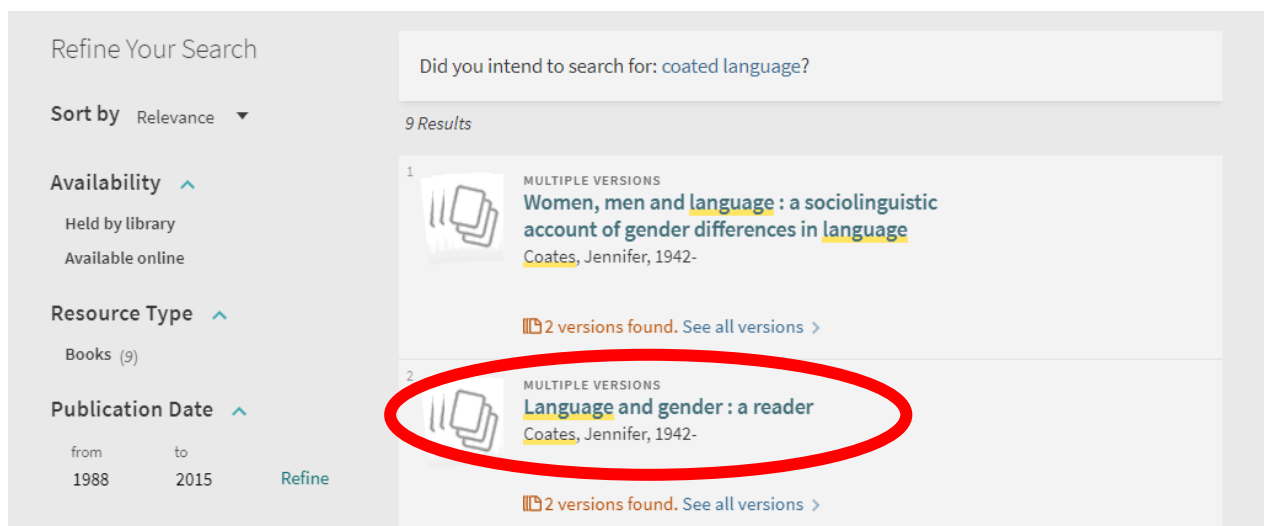 Refine Your Search
Sort by Relevance
Availability
Held by library
Available online
Resource Type
Books (9)
Publication Date
from to
1988 2015 Refine
Did you intend to search for: coated language?
9 Results
1
MULTIPLE VERSIONS
Women, men and language : a sociolinguistic
account of gender differences in language
Coates, Jennifer, 1942-
2 versions found. See all versions >
2
MULTIPLE VERSIONS
Language and gender : a reader
Coates, Jennifer, 1942-
2 versions found. See all versions >